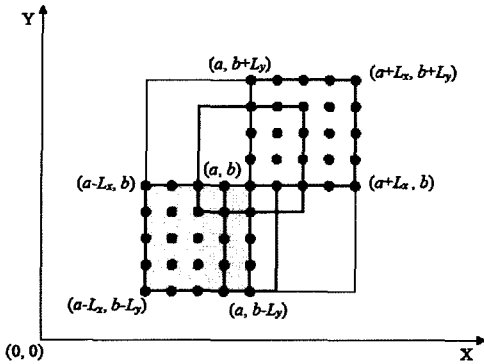 Y
(a, b+Ly)
(a+Lx, b+Ly)
(a-Lx, b)
(a, b)
(a+Lx, b)
(a-Lx, b-Ly)
(a, b-Ly)
(0, 0)
X